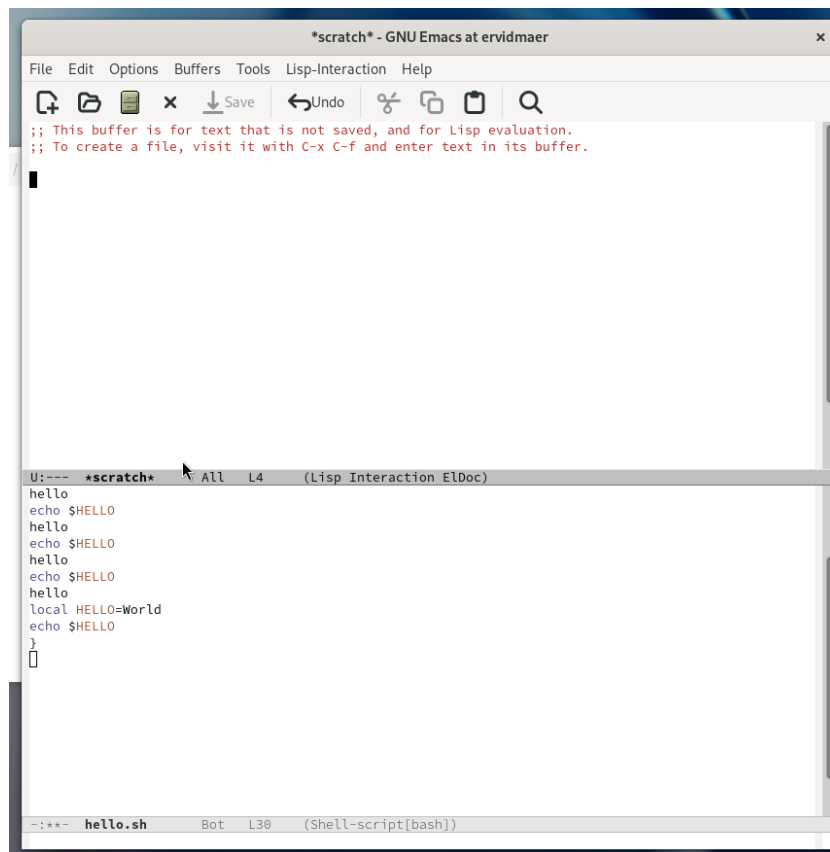 *scratch* - GNU Emacs at ervidmaer ×
File Edit Options Buffers Tools Lisp-Interaction Help
Save Undo
;; This buffer is for text that is not saved, and for Lisp evaluation.
;; To create a file, visit it with C-x C-f and enter text in its buffer.
U:--- *scratch* All L4 (Lisp Interaction ElDoc)
hello
echo $HELLO
hello
echo $HELLO
hello
echo $HELLO
hello
local HELLO=World
echo $HELLO
}
-:**- hello.sh Bot L30 (Shell-script[bash])